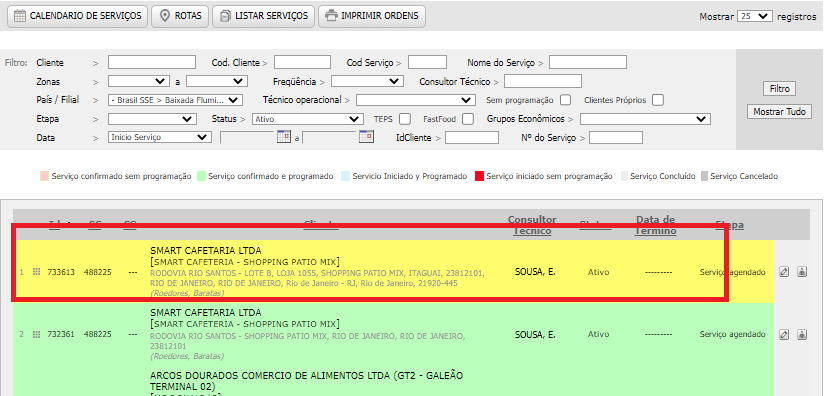 CALENDARIO DE SERVIÇOS ROTAS LISTAR SERVIÇOS IMPRIMIR ORDENS Mostrar 25 registros
Filtro: Cliente > Cod. Cliente > Cod Serviço > Nome do Serviço >
Zonas > a Freqüência > Consultor Técnico >
País / Filial > - Brasil SSE > Baixada Flumi... Técnico operacional > Sem programação Clientes Próprios
Filtro
Mostrar Tudo
Etapa > Status > Ativo TEPS FastFood Grupos Econômicos >
Data > Inicio Serviço a IdCliente > Nº do Serviço >
Serviço confirmado sem programação Serviço confirmado e programado Servicio Iniciado y Programado Serviço iniciado sem programação Serviço Concluído Serviço Cancelado
Id CC CC Cliente Consultor Técnico Status Data de Termino Etapa
SMART CAFETARIA LTDA
[SMART CAFETERIA - SHOPPING PATIO MIX]
1 733613 488225 --- RODOVIA RIO SANTOS - LOTE B, LOJA 1055, SHOPPING PATIO MIX, ITAGUAI, 23812101, SOUSA, E. Ativo --------- Serviço agendado
RIO DE JANEIRO, RIO DE JANEIRO, Rio de Janeiro - RJ, Rio de Janeiro, 21920-445
(Roedores, Baratas)
SMART CAFETARIA LTDA
[SMART CAFETERIA - SHOPPING PATIO MIX]
2 732361 488225 --- RODOVIA RIO SANTOS - SHOPPING PATIO MIX, RIO DE JANEIRO, RIO DE JANEIRO, SOUSA, E. Ativo --------- Serviço agendado
23812101
(Roedores, Baratas)
ARCOS DOURADOS COMERCIO DE ALIMENTOS LTDA (GT2 - GALEÃO
TERMINAL 02)